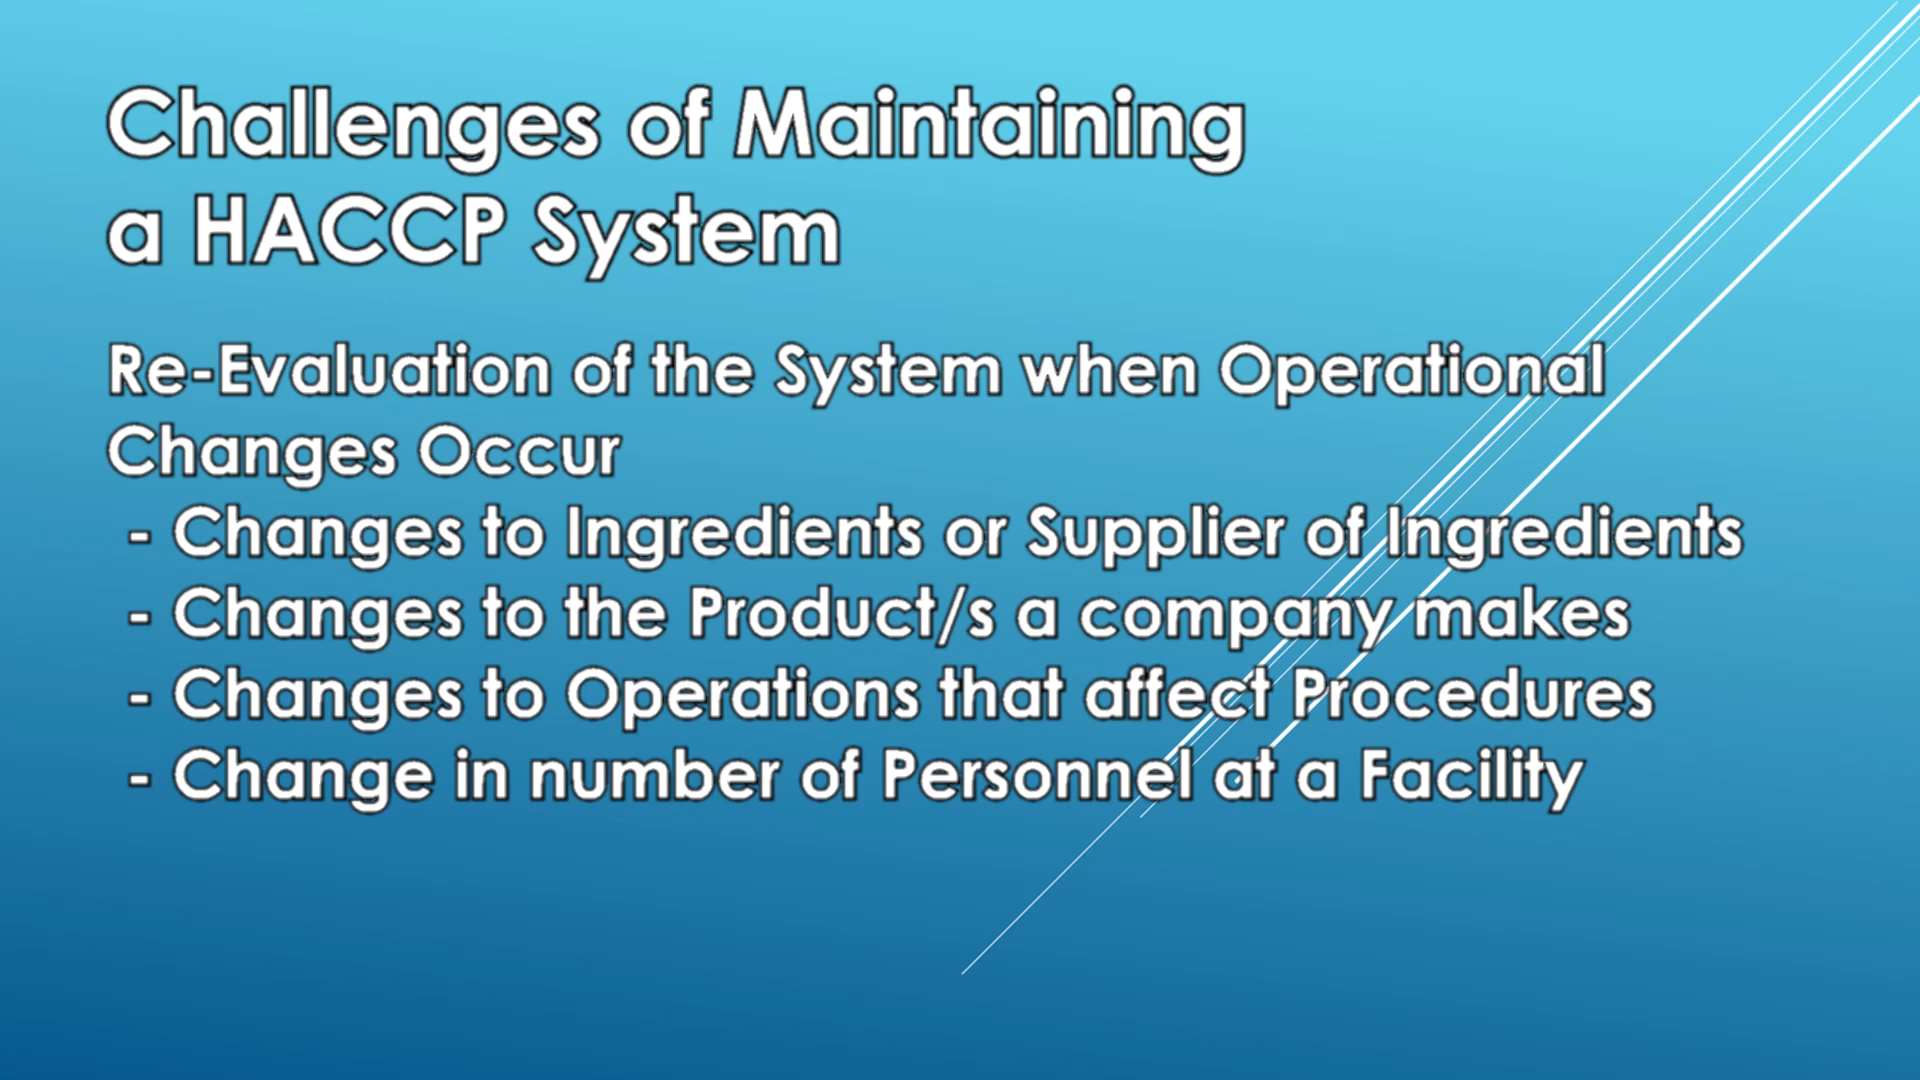 Challenges of Maintaining
a HACCP System
Re-Evaluation of the System when Operational
Changes Occur
- Changes to Ingredients or Supplier of Ingredients
- Changes to the Product/s a company makes
- Changes to Operations that affect Procedures
- Change in number of Personnel at a Facility